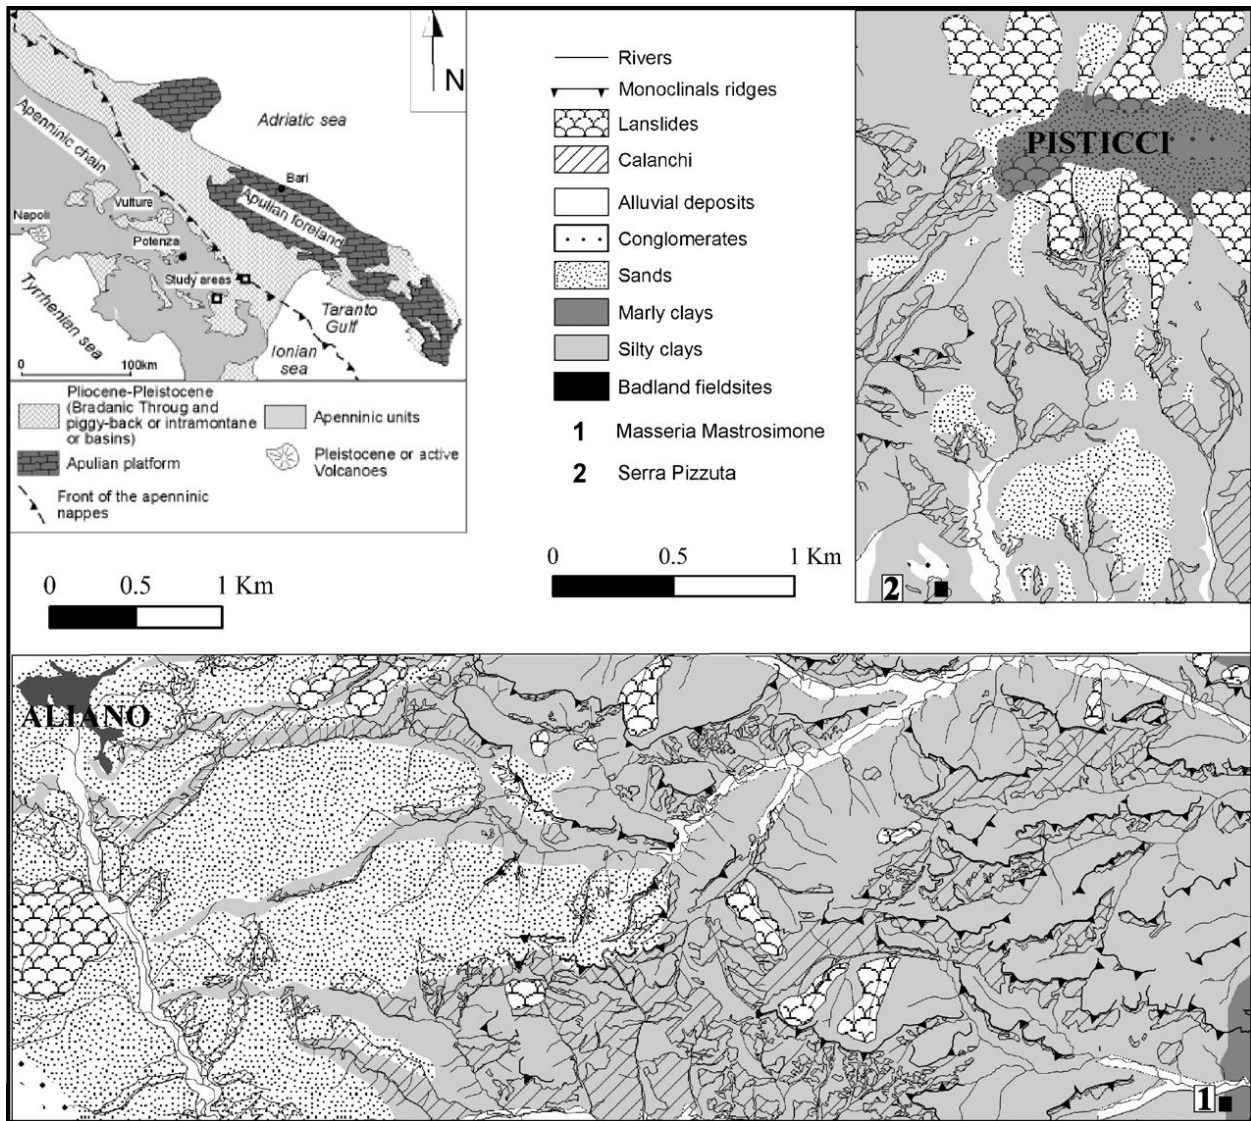 N
Adriatic sea
Apenninic chain
Bari
Vulture
Apulian foreland
Napoli
Potenza
Study areas
Tyrrhenian sea
Taranto
Gulf
Ionian
sea
0 100km
Pliocene-Pleistocene
(Bradanic Throug and
piggy-back or intramontane
or basins)
Apenninic units
Apulian platform
Pleistocene or active
Volcanoes
Front of the apenninic
nappes
0 0.5 1 Km
Rivers
Monoclinals ridges
Lanslides
Calanchi
Alluvial deposits
Conglomerates
Sands
Marly clays
Silty clays
Badland fieldsites
1 Masseria Mastrosimone
2 Serra Pizzuta
0 0.5 1 Km
PISTICCI
2
ALIANO
1